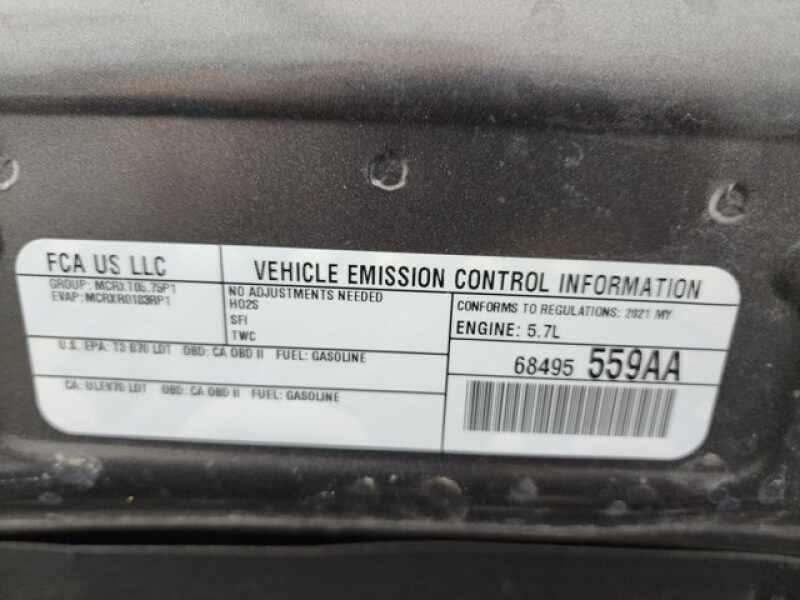 FCA US LLC
VEHICLE EMISSION CONTROL INFORMATION
GROUP: MCRXT05.75P1
EVAP: MCRXR0183RP1
NO ADJUSTMENTS NEEDED
HO2S
SFI
TWC
CONFORMS TO REGULATIONS: 2021 MY
ENGINE: 5.7L
U.S. EPA: T3 B70 LDT OBD: CA OBD II FUEL: GASOLINE
CA: ULEV70 LDT OBD: CA OBD II FUEL: GASOLINE
68495 559AA